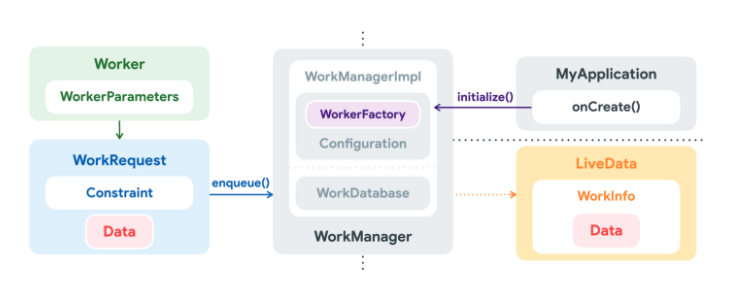 Worker
WorkerParameters
WorkRequest
Constraint
Data
enqueue()
WorkManagerImpl
WorkerFactory
Configuration
WorkDatabase
WorkManager
initialize()
MyApplication
onCreate()
LiveData
WorkInfo
Data